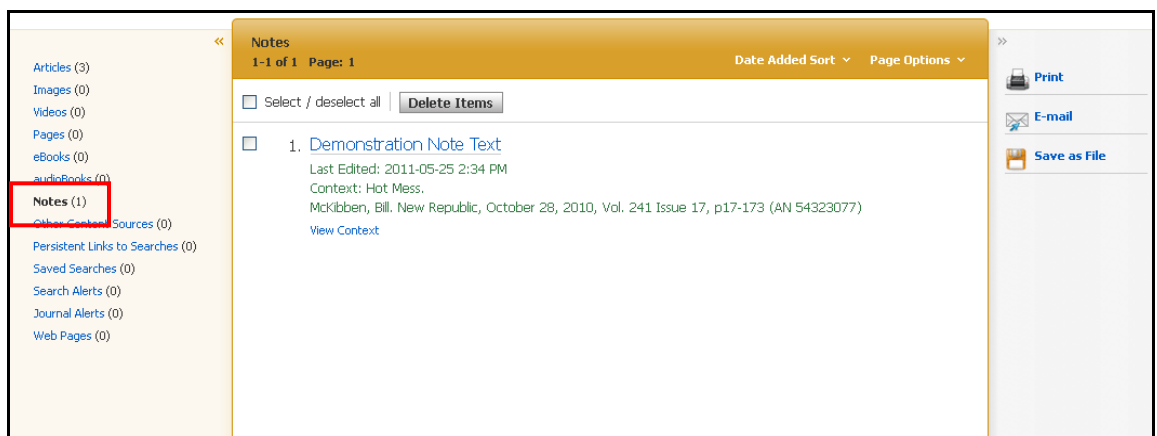 «
Articles (3)
Images (0)
Videos (0)
Pages (0)
eBooks (0)
audioBooks (0)
Notes (1)
Other Content Sources (0)
Persistent Links to Searches (0)
Saved Searches (0)
Search Alerts (0)
Journal Alerts (0)
Web Pages (0)
Notes
1-1 of 1 Page: 1
Date Added Sort Page Options
Select / deselect all Delete Items
1. Demonstration Note Text
Last Edited: 2011-05-25 2:34 PM
Context: Hot Mess.
McKibben, Bill. New Republic, October 28, 2010, Vol. 241 Issue 17, p17-173 (AN 54323077)
View Context
»
Print
E-mail
Save as File